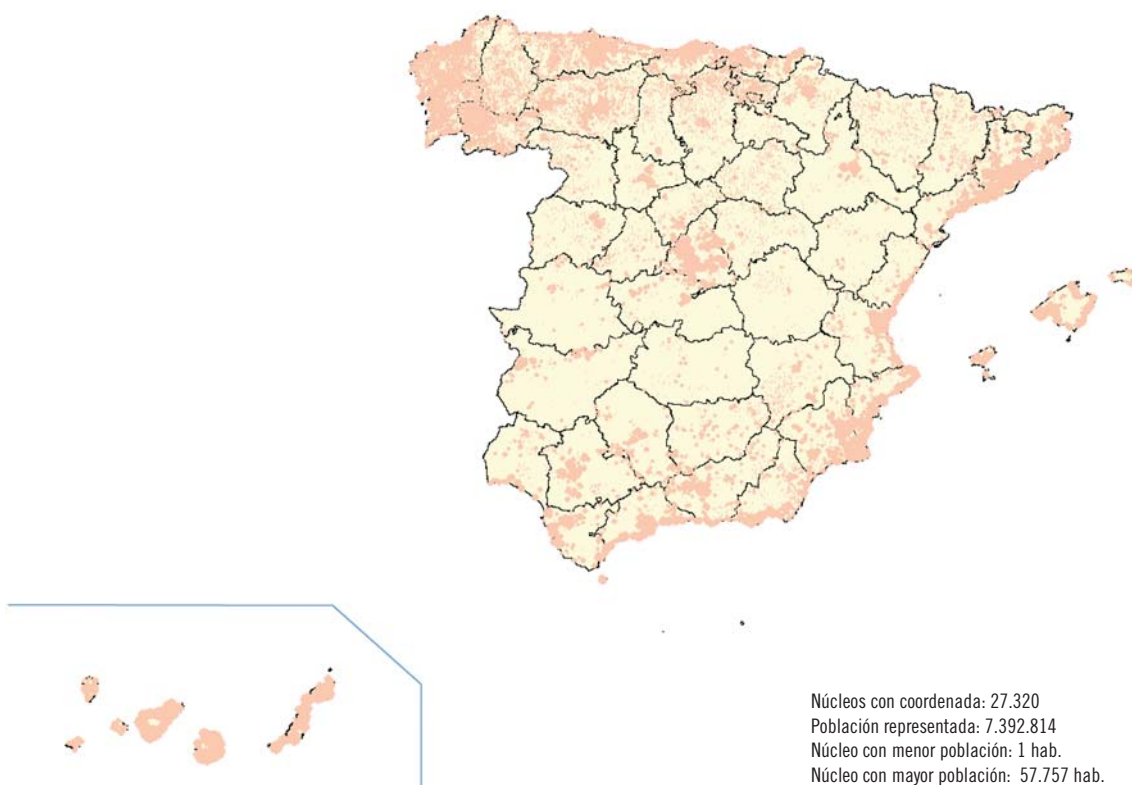 Núcleos con coordenada: 27.320
Población representada: 7.392.814
Núcleo con menor población: 1 hab.
Núcleo con mayor población: 57.757 hab.